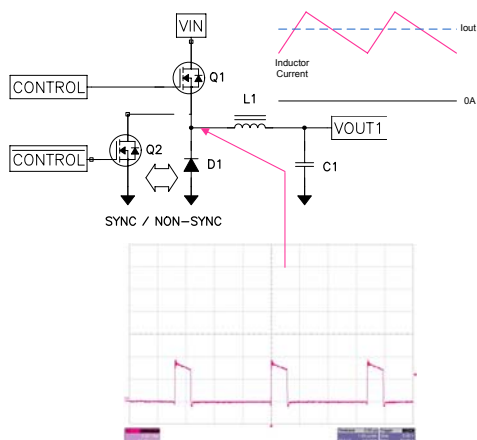 VIN
Iout
Q1
Inductor
Current
CONTROL
L1
0A
VOUT1
CONTROL
Q2
D1
C1
SYNC / NON-SYNC